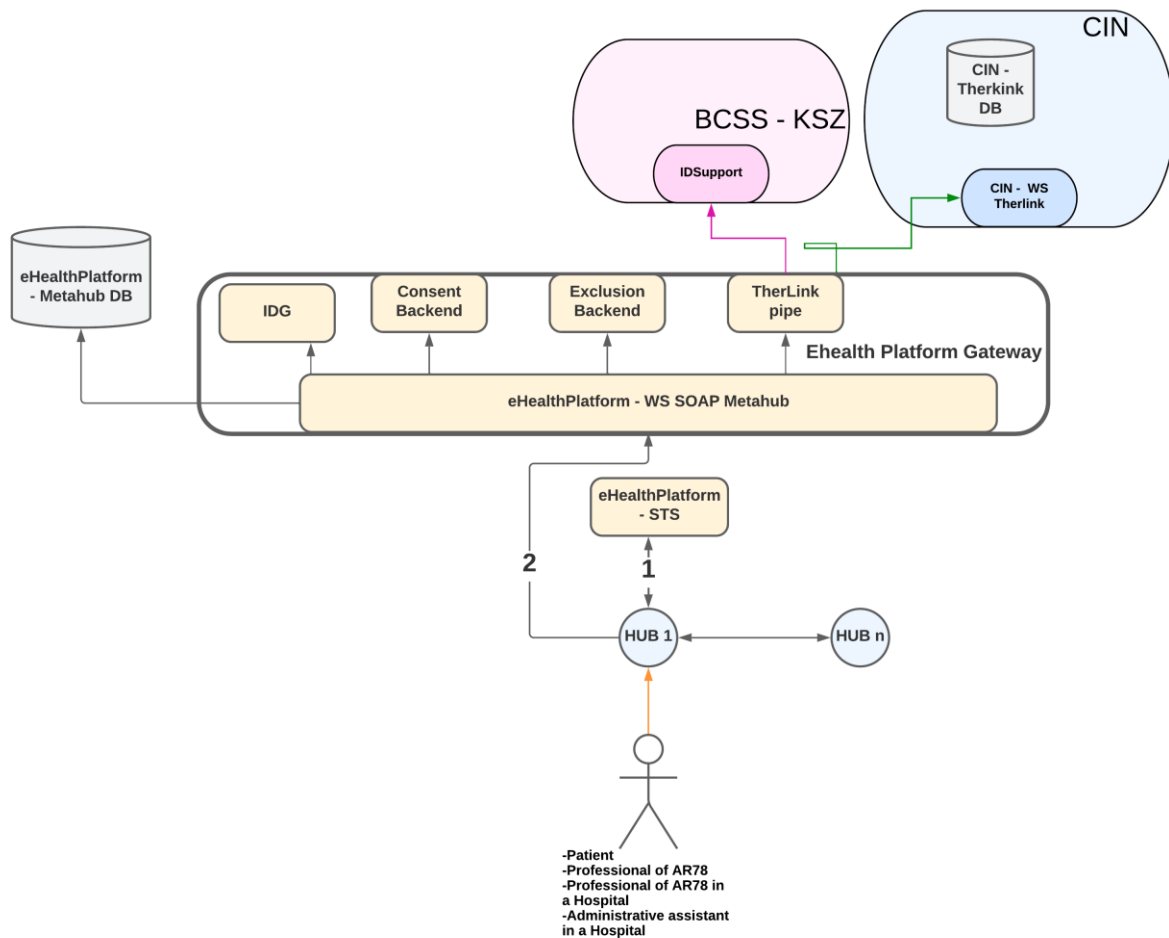 CIN
CIN -
Therkink
DB
BCSS - KSZ
IDSupport
CIN - WS
Therlink
eHealthPlatform
- Metahub DB
IDG
Consent
Backend
Exclusion
Backend
TherLink
pipe
Ehealth Platform Gateway
eHealthPlatform - WS SOAP Metahub
eHealthPlatform
- STS
2
1
HUB 1
HUB n
-Patient
-Professional of AR78
-Professional of AR78 in
a Hospital
-Administrative assistant
in a Hospital